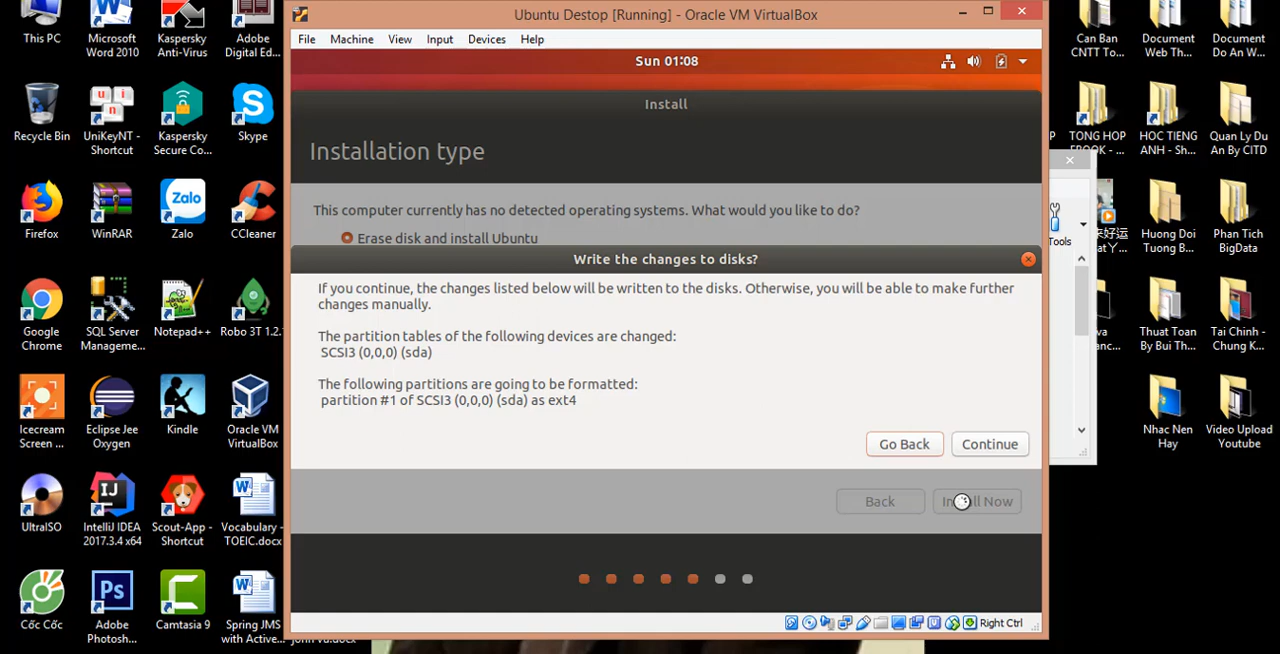 Ubuntu Destop [Running] - Oracle VM VirtualBox
File Machine View Input Devices Help
Sun 01:08
Install
Installation type
This computer currently has no detected operating systems. What would you like to do?
Erase disk and install Ubuntu
Write the changes to disks?
If you continue, the changes listed below will be written to the disks. Otherwise, you will be able to make further
changes manually.
The partition tables of the following devices are changed:
SCSI3 (0,0,0) (sda)
The following partitions are going to be formatted:
partition #1 of SCSI3 (0,0,0) (sda) as ext4
Go Back
Continue
Back
Install Now
Right Ctrl
This PC
Microsoft
Word 2010
Kaspersky
Anti-Virus
Adobe
Digital Ed...
Recycle Bin
UniKeyNT -
Shortcut
Kaspersky
Secure Co...
Skype
Firefox
WinRAR
Zalo
Zalo
CCleaner
Google
Chrome
SQL Server
Manageme...
Notepad++
Robo 3T 1.2.
Icecream
Screen ...
Eclipse Jee
Oxygen
Kindle
Oracle VM
VirtualBox
UltraISO
IntelliJ IDEA
2017.3.4 x64
Scout-App -
Shortcut
Vocabulary -
TOEIC.docx
Cốc Cốc
Adobe
Photosh...
Camtasia 9
Spring JMS
with Active...
Can Ban
CNTT To...
Document
Web Th...
Document
Do An W...
TONG HOP
EBOOK - ...
HOC TIENG
ANH - Sh...
Quan Ly Du
An By CITD
Tools
Huong Doi
Tuong B...
Phan Tich
BigData
Thuat Toan
By Bui Th...
Tai Chinh -
Chung K...
Nhac Nen
Hay
Video Upload
Youtube